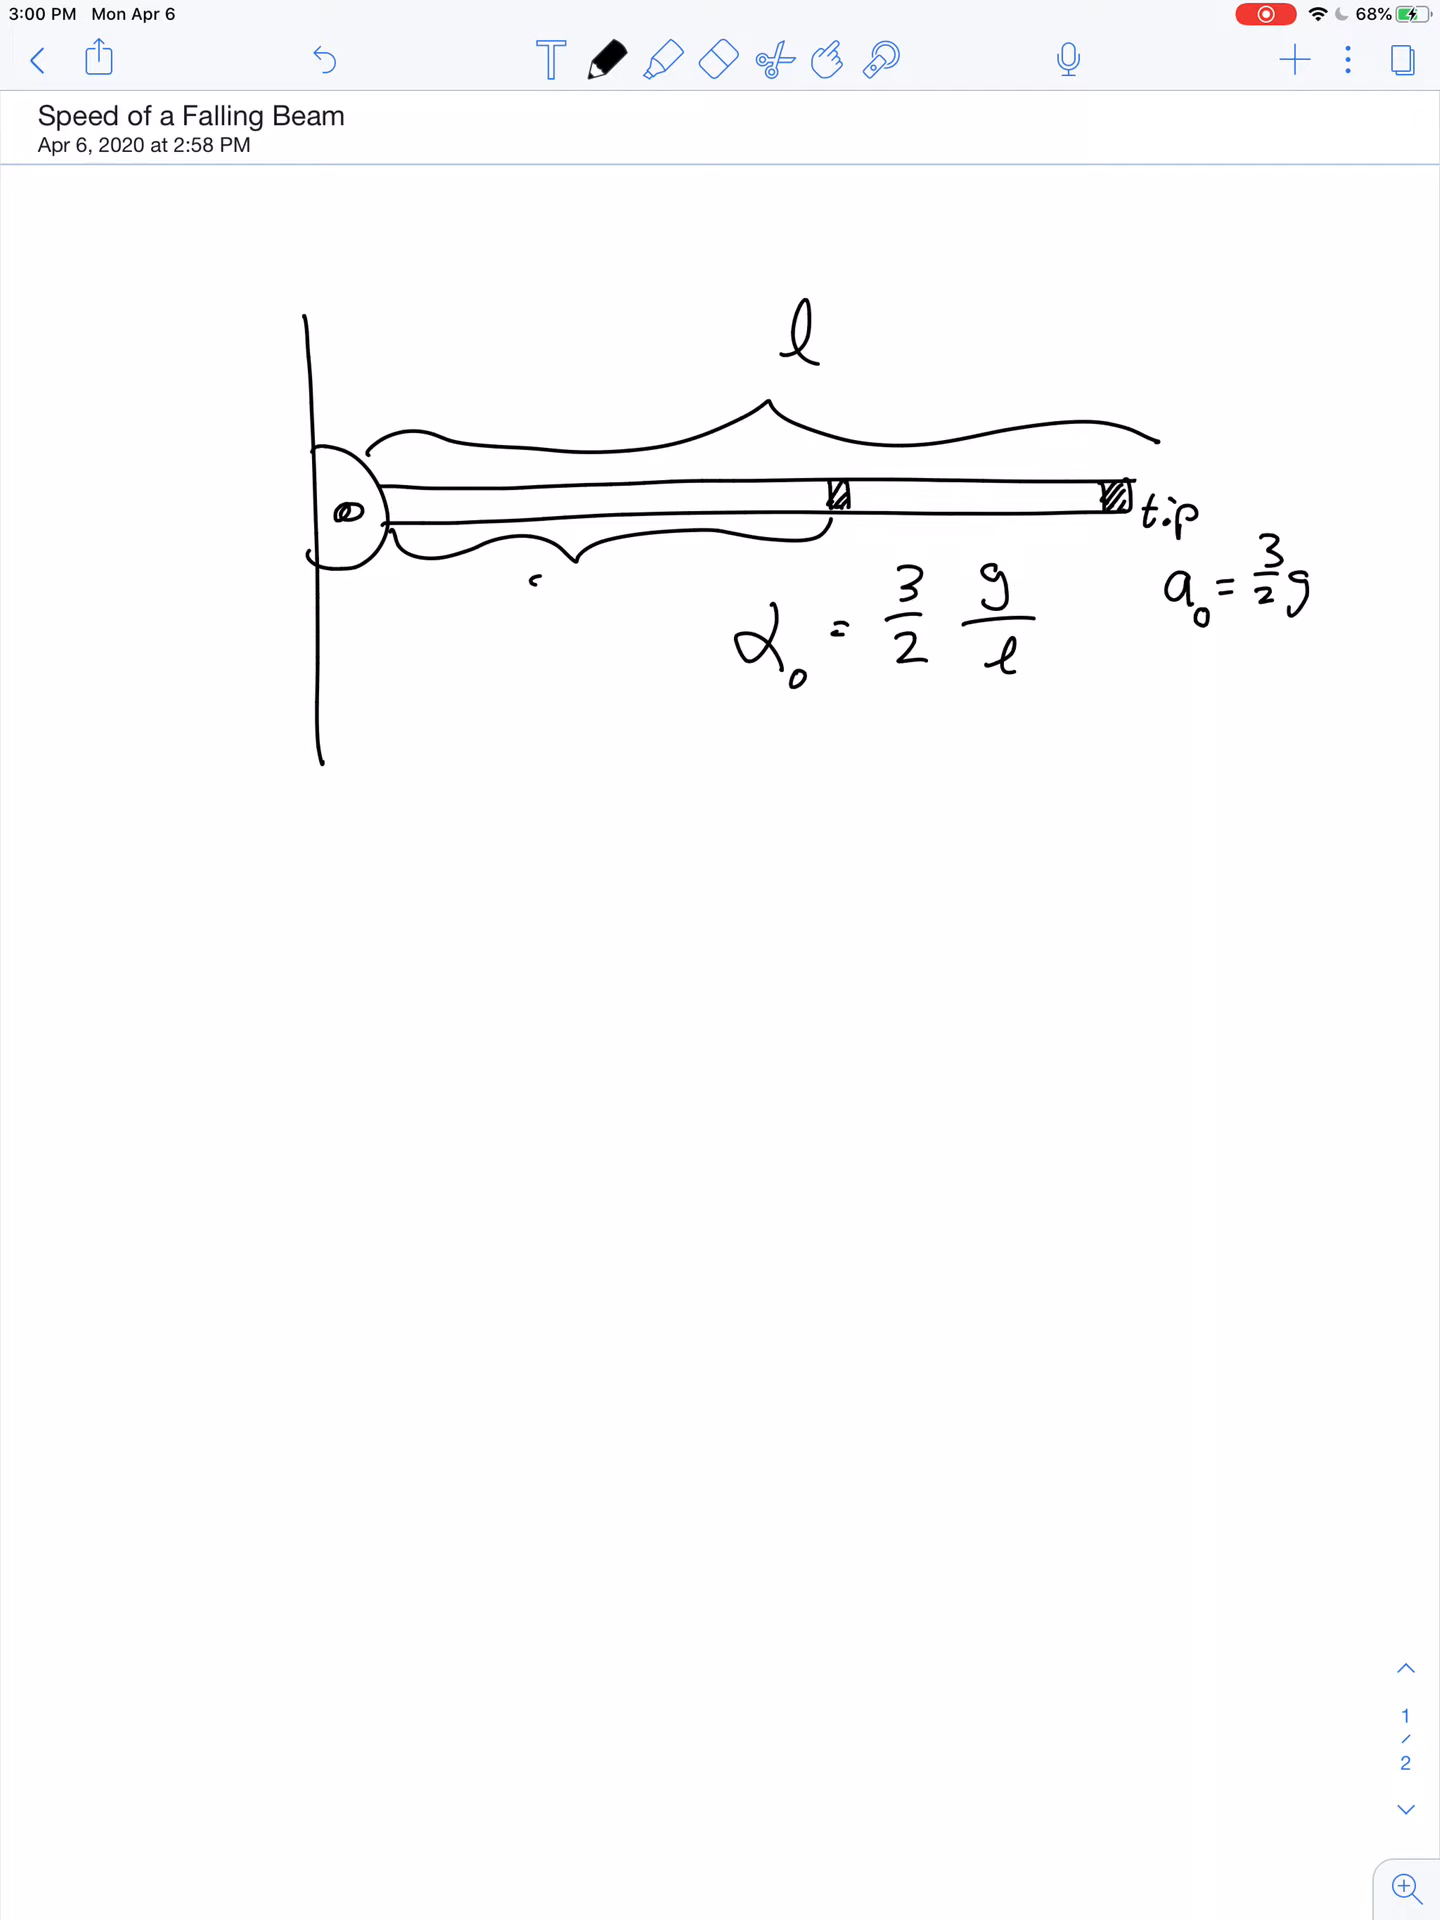 3:00 PM Mon Apr 6
68%
T
Speed of a Falling Beam
Apr 6, 2020 at 2:58 PM
l
tip
α₀ = 3/2 g/l
a₀ = 3/2 g
1
/
2